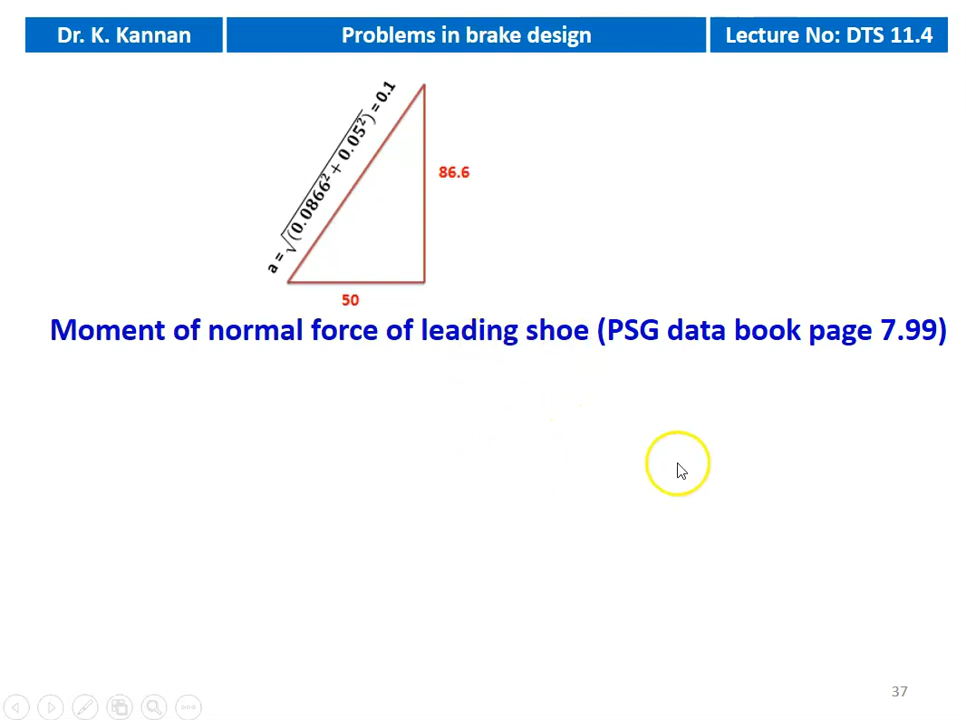 Dr. K. Kannan
Problems in brake design
Lecture No: DTS 11.4
a = √(0.0866² + 0.05²) = 0.1
86.6
50
Moment of normal force of leading shoe (PSG data book page 7.99)
37